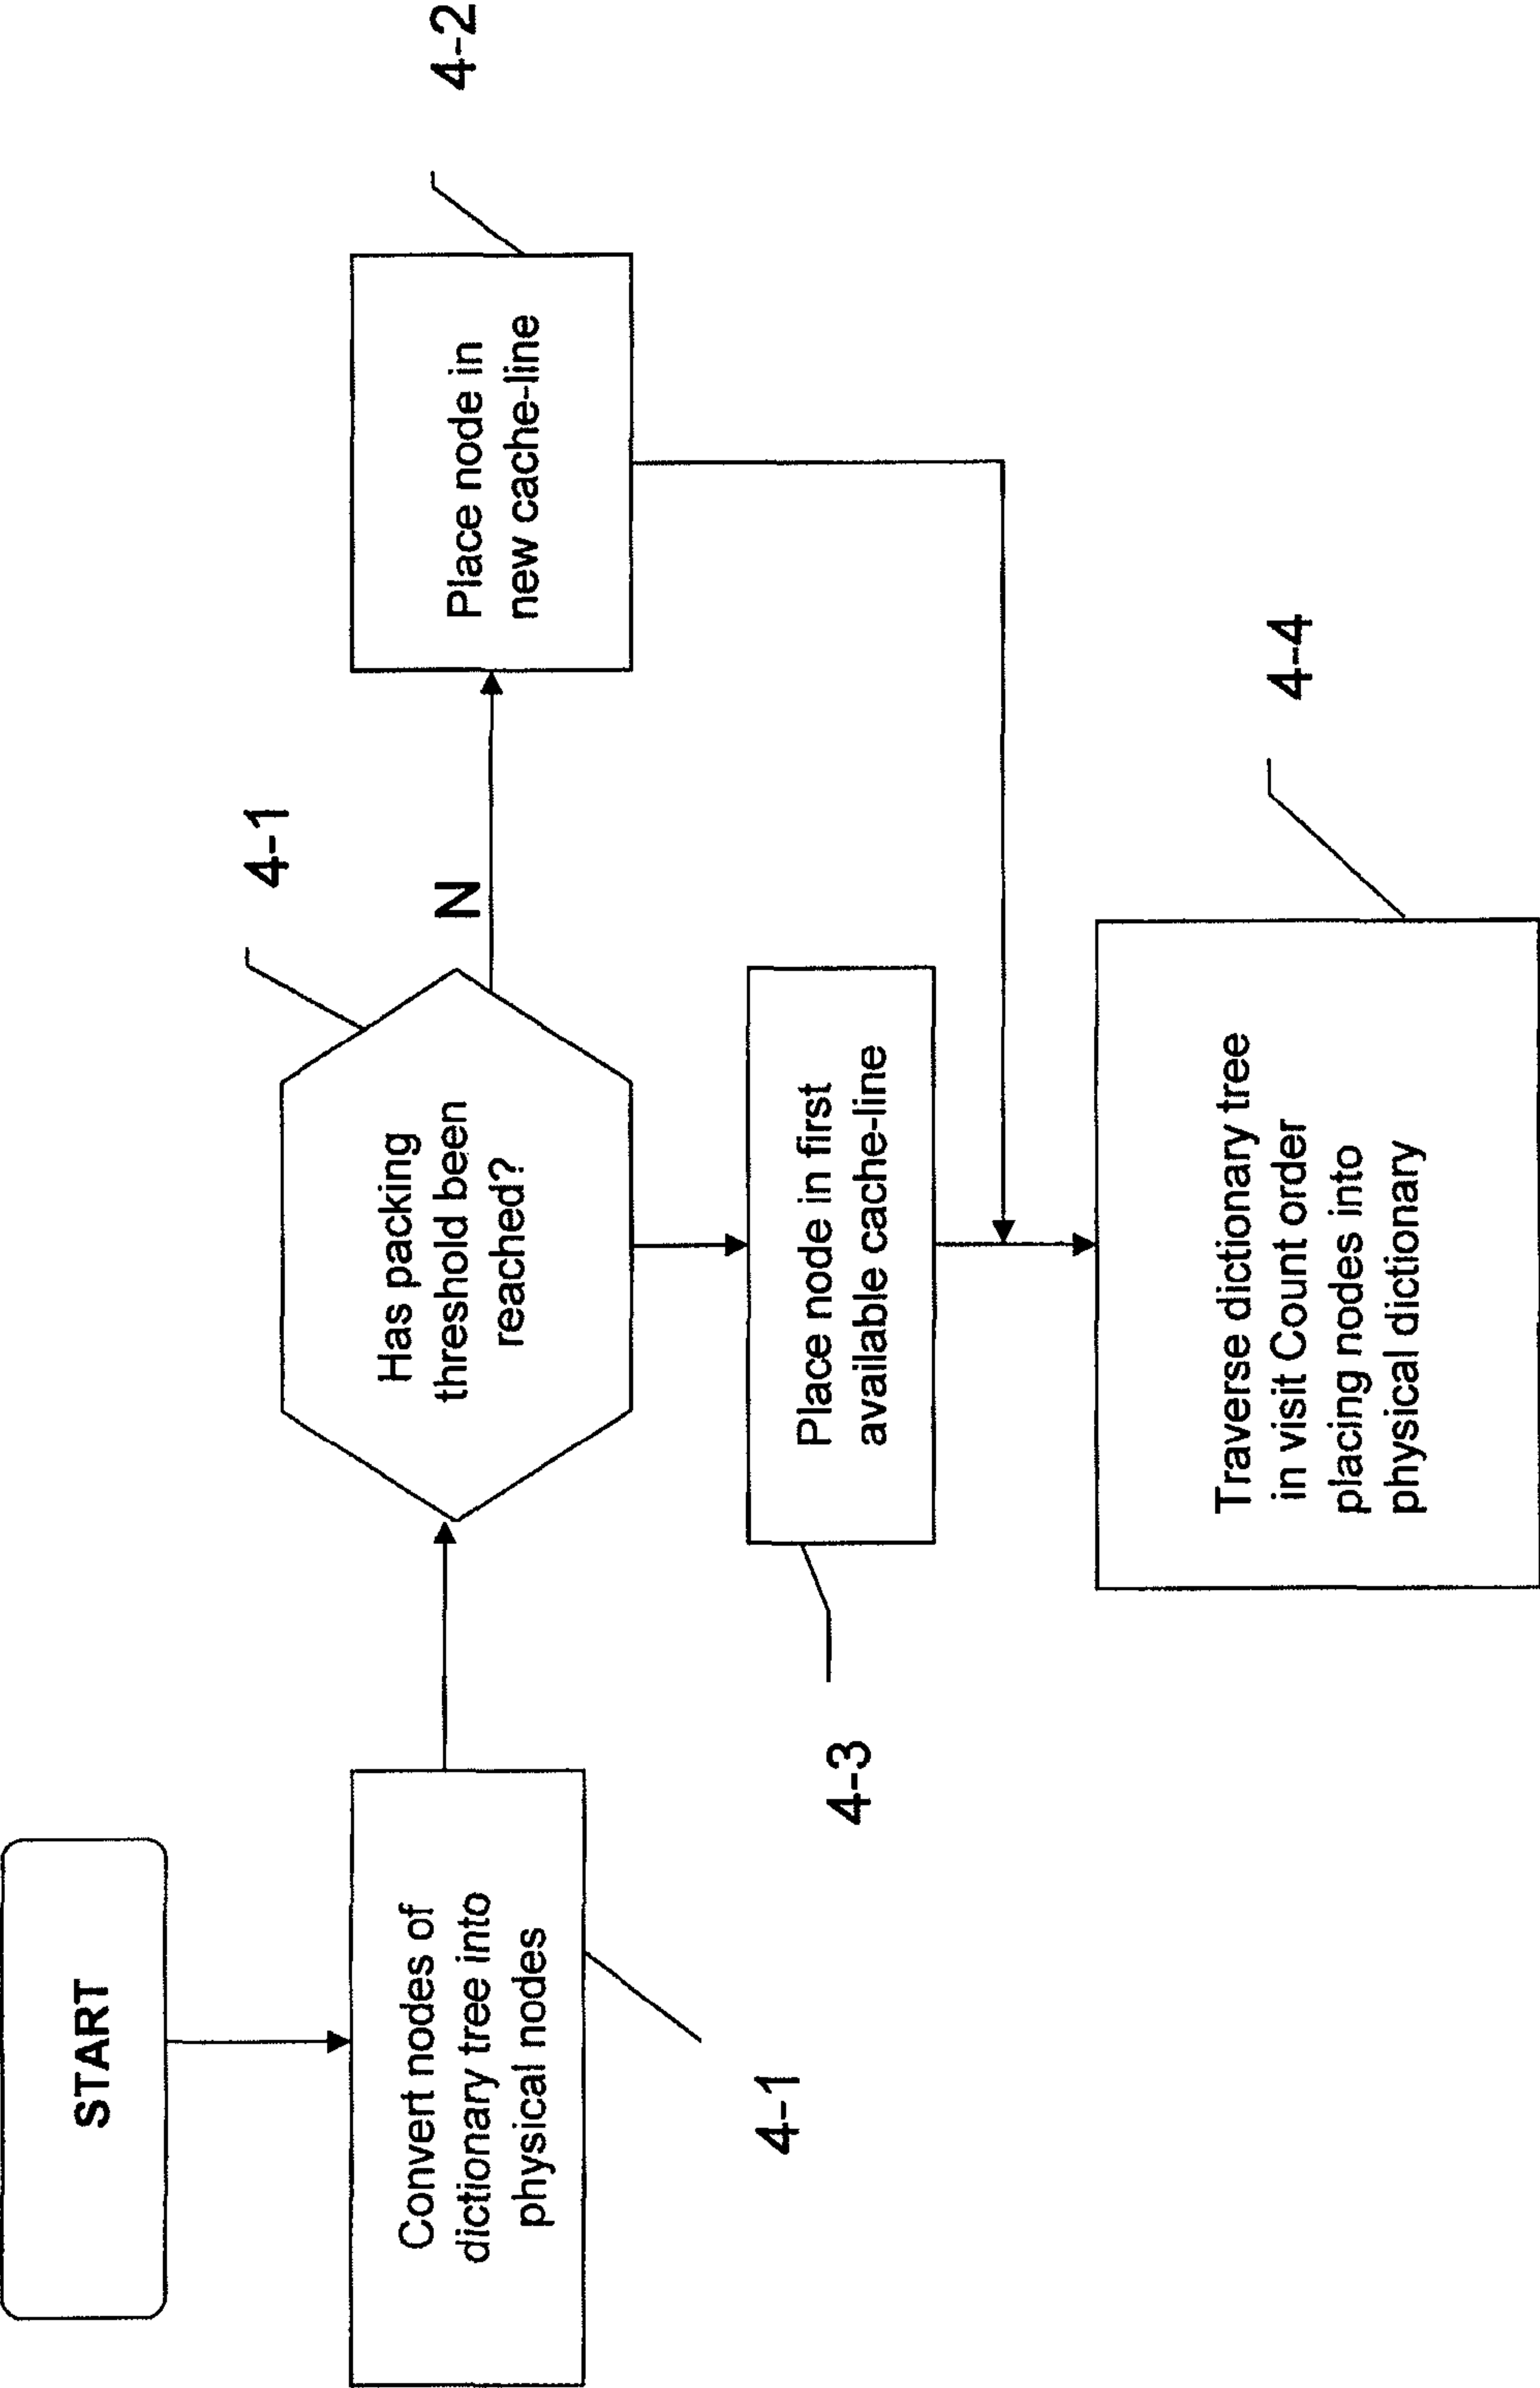 START
Convert nodes of
dictionary tree into
physical nodes
4-1
Has packing
threshold been
reached?
4-1
N
Place node in
new cache-line
4-2
Place node in first
available cache-line
4-3
Traverse dictionary tree
in visit Count order
placing nodes into
physical dictionary
4-4